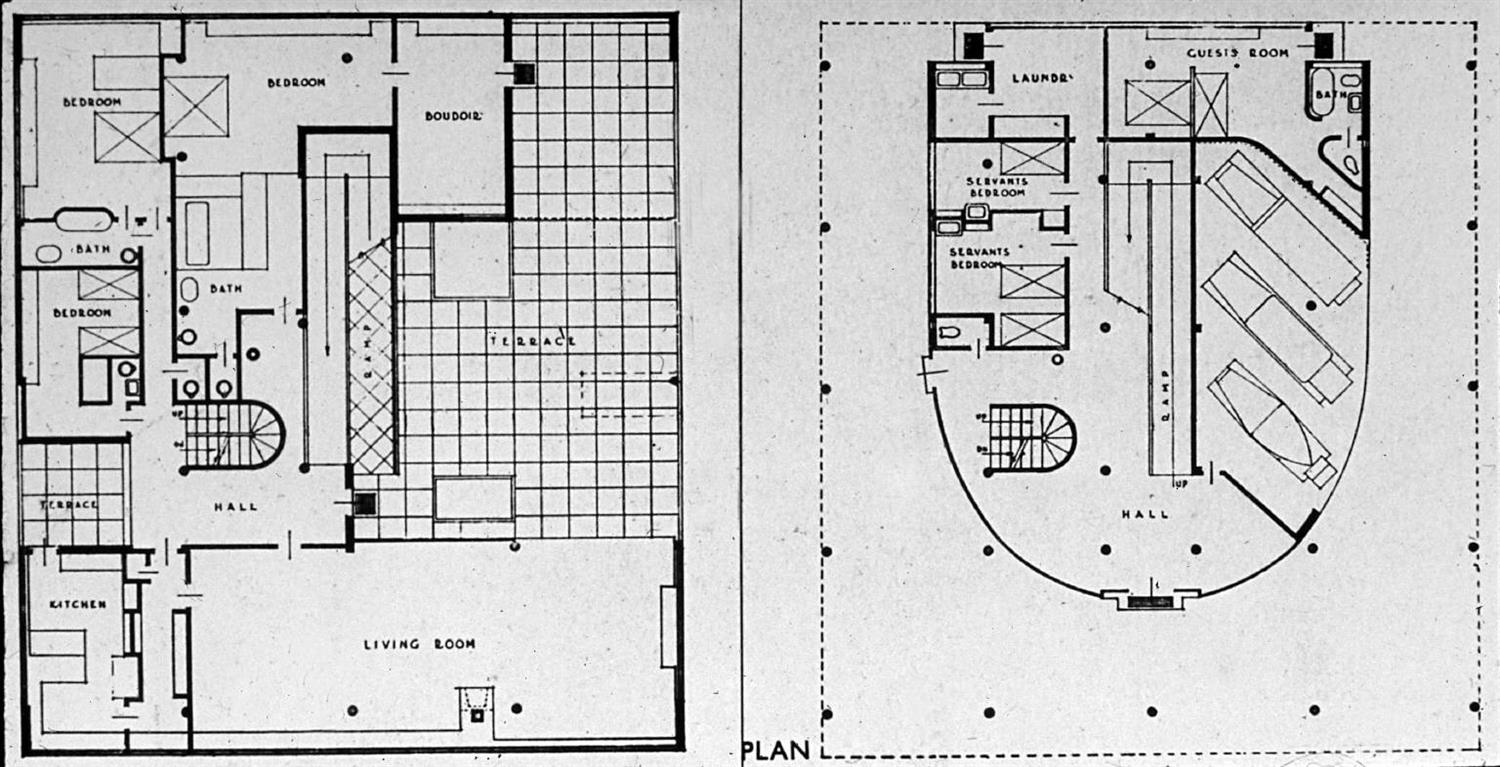 BEDROOM
BEDROOM
BOUDOIR
BATH
BEDROOM
BATH
RAMP
TERRACE
UP
TERRACE
HALL
KITCHEN
LIVING ROOM
LAUNDRY
GUESTS ROOM
BATH
SERVANTS
BEDROOM
SERVANTS
BEDROOM
RAMP
UP
UP
HALL
PLAN